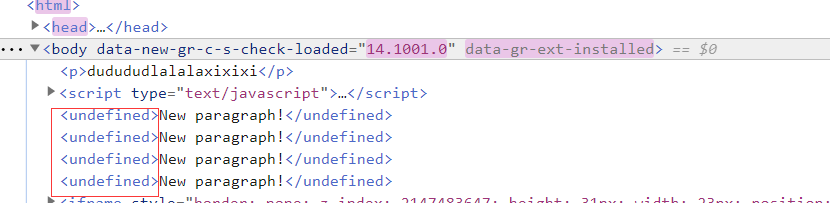 <html>
▶<head>…</head>
···▼<body data-new-gr-c-s-check-loaded="14.1001.0" data-gr-ext-installed> == $0
<p>dudududlalalaxixixi</p>
▶<script type="text/javascript">…</script>
<undefined>New paragraph!</undefined>
<undefined>New paragraph!</undefined>
<undefined>New paragraph!</undefined>
<undefined>New paragraph!</undefined>
▶<iframe style="border: none; z-index: 2147483647; height: 31px; width: 23px; position: